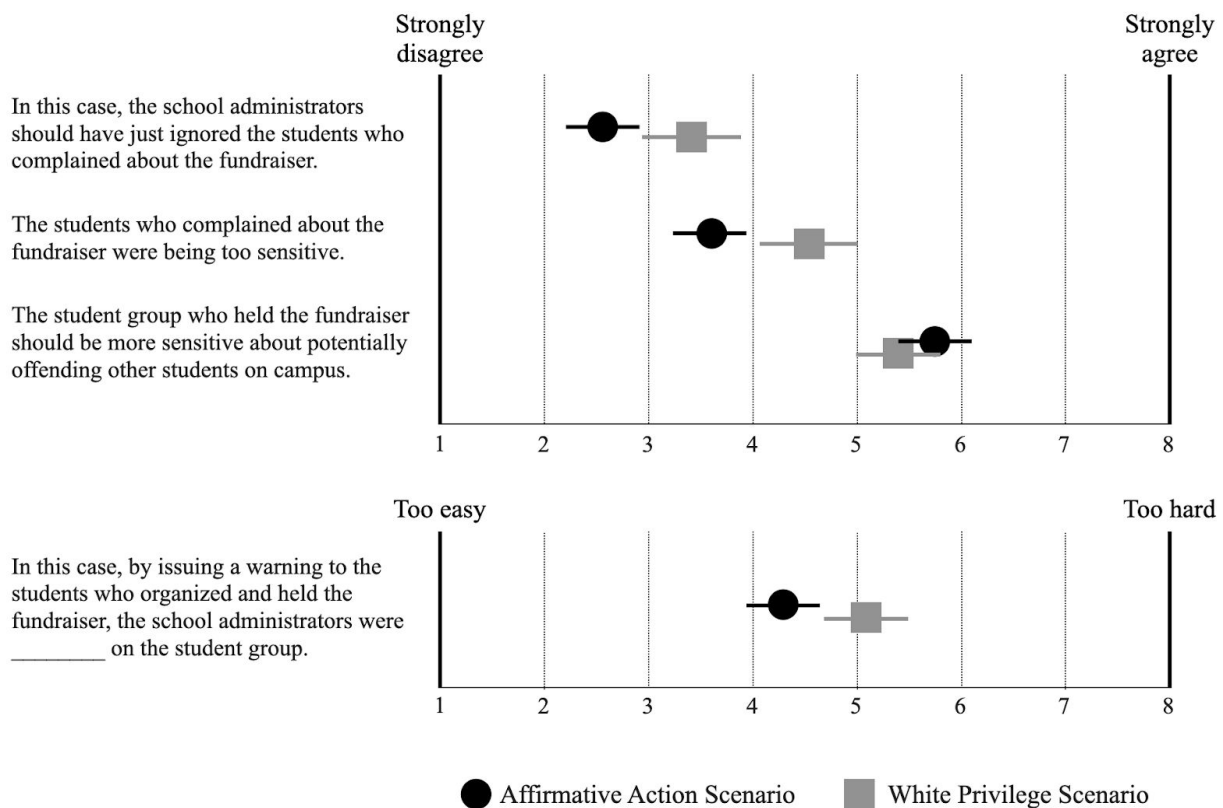 Strongly
disagree
Strongly
agree
In this case, the school administrators
should have just ignored the students who
complained about the fundraiser.
The students who complained about the
fundraiser were being too sensitive.
The student group who held the fundraiser
should be more sensitive about potentially
offending other students on campus.
1 2 3 4 5 6 7 8
Too easy
Too hard
In this case, by issuing a warning to the
students who organized and held the
fundraiser, the school administrators were
________ on the student group.
1 2 3 4 5 6 7 8
Affirmative Action Scenario
White Privilege Scenario